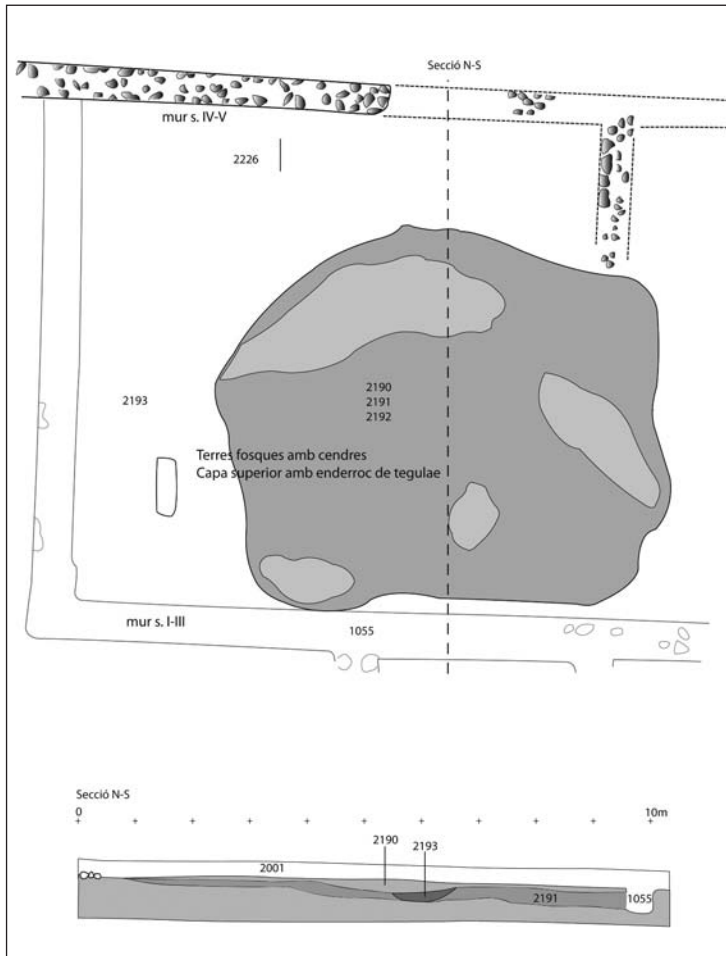 Secció N-S
mur s. IV-V
2226
2190
2193
2191
2192
Terres fosques amb cendres
Capa superior amb enderroc de tegulae
mur s. I-III
1055
Secció N-S
0
10m
2190
2193
2001
2191
1055